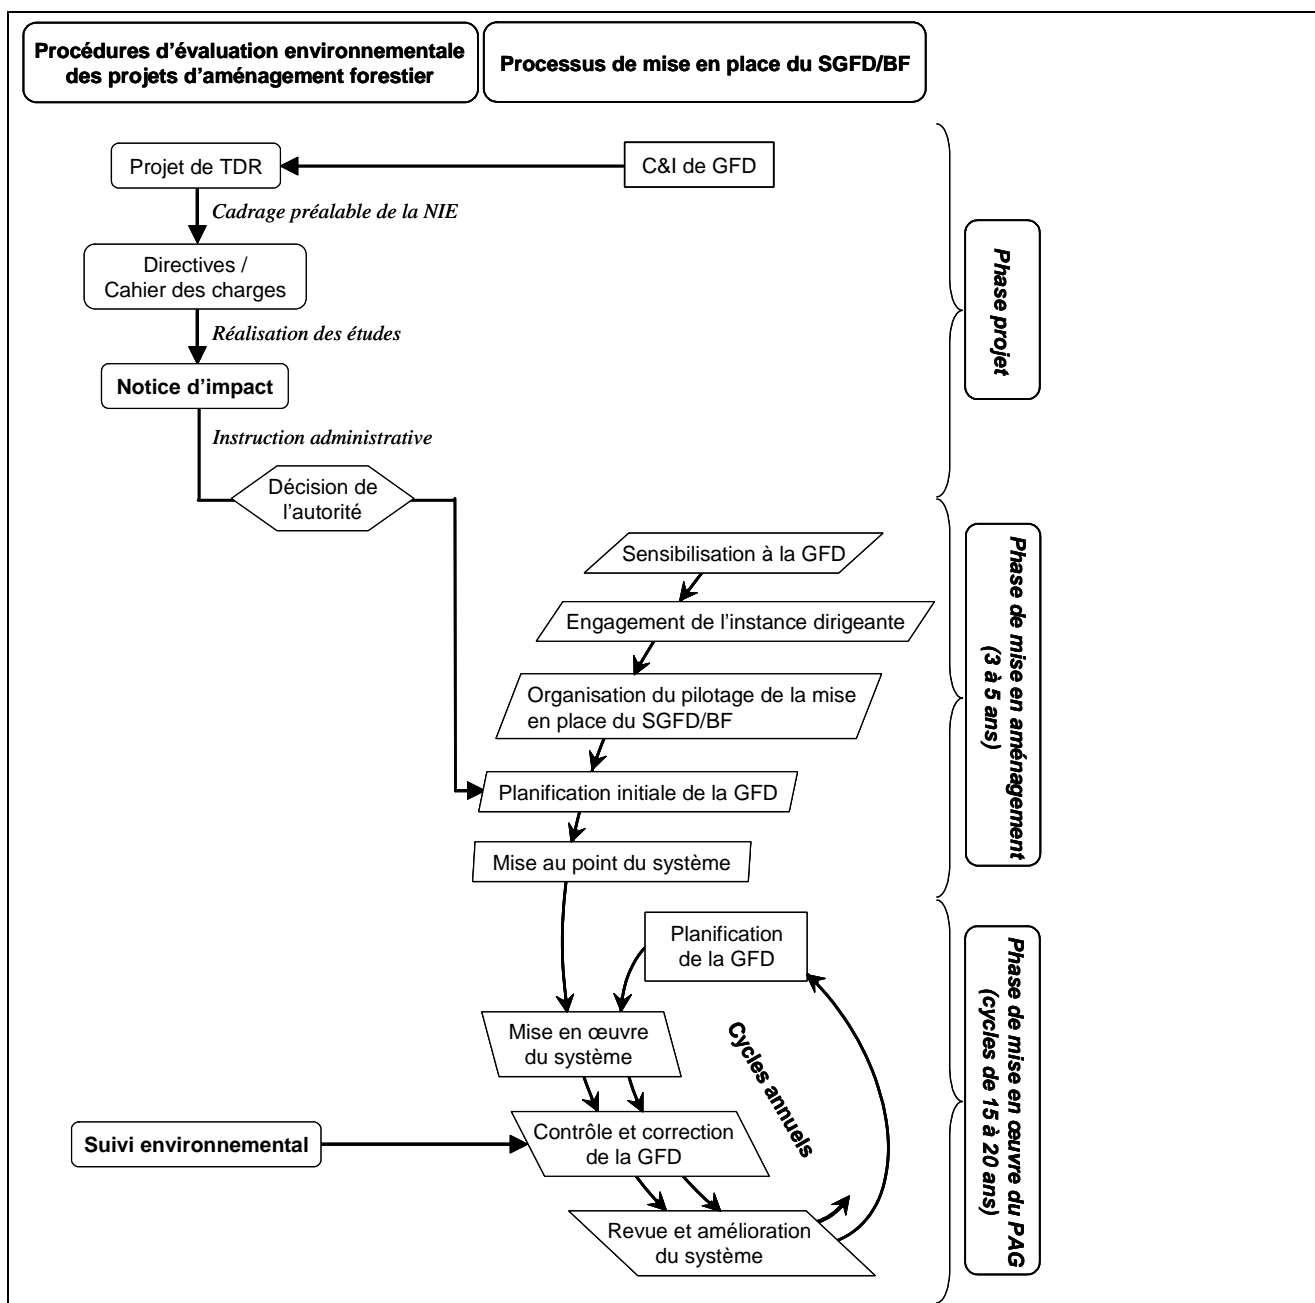 Procédures d'évaluation environnementale
des projets d'aménagement forestier
Processus de mise en place du SGFD/BF
Projet de TDR
C&I de GFD
Cadrage préalable de la NIE
Directives /
Cahier des charges
Réalisation des études
Notice d'impact
Instruction administrative
Décision de
l'autorité
Phase projet
Sensibilisation à la GFD
Engagement de l'instance dirigeante
Organisation du pilotage de la mise
en place du SGFD/BF
Planification initiale de la GFD
Mise au point du système
Phase de mise en aménagement
(3 à 5 ans)
Planification
de la GFD
Mise en œuvre
du système
Cycles annuels
Suivi environnemental
Contrôle et correction
de la GFD
Revue et amélioration
du système
Phase de mise en œuvre du PAG
(cycles de 15 à 20 ans)